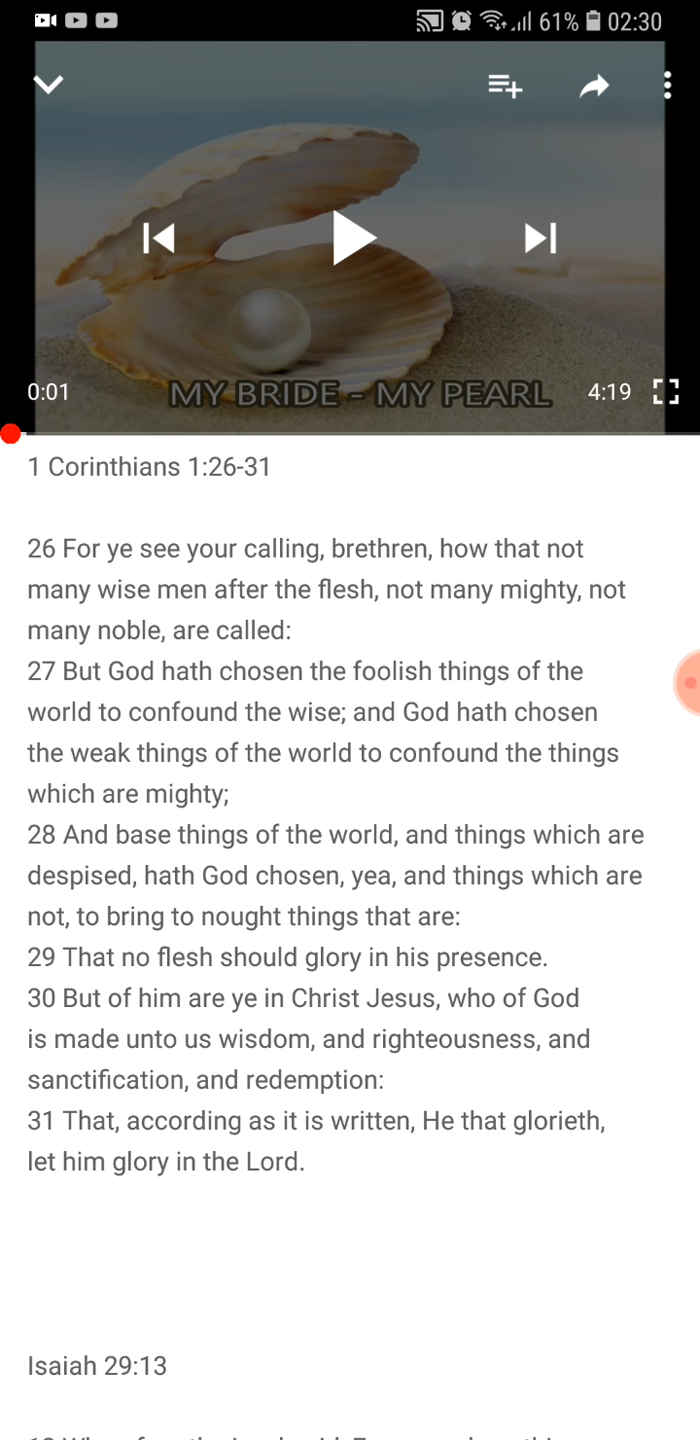 61% 02:30
0:01 MY BRIDE - MY PEARL 4:19
1 Corinthians 1:26-31
26 For ye see your calling, brethren, how that not
many wise men after the flesh, not many mighty, not
many noble, are called:
27 But God hath chosen the foolish things of the
world to confound the wise; and God hath chosen
the weak things of the world to confound the things
which are mighty;
28 And base things of the world, and things which are
despised, hath God chosen, yea, and things which are
not, to bring to nought things that are:
29 That no flesh should glory in his presence.
30 But of him are ye in Christ Jesus, who of God
is made unto us wisdom, and righteousness, and
sanctification, and redemption:
31 That, according as it is written, He that glorieth,
let him glory in the Lord.
Isaiah 29:13